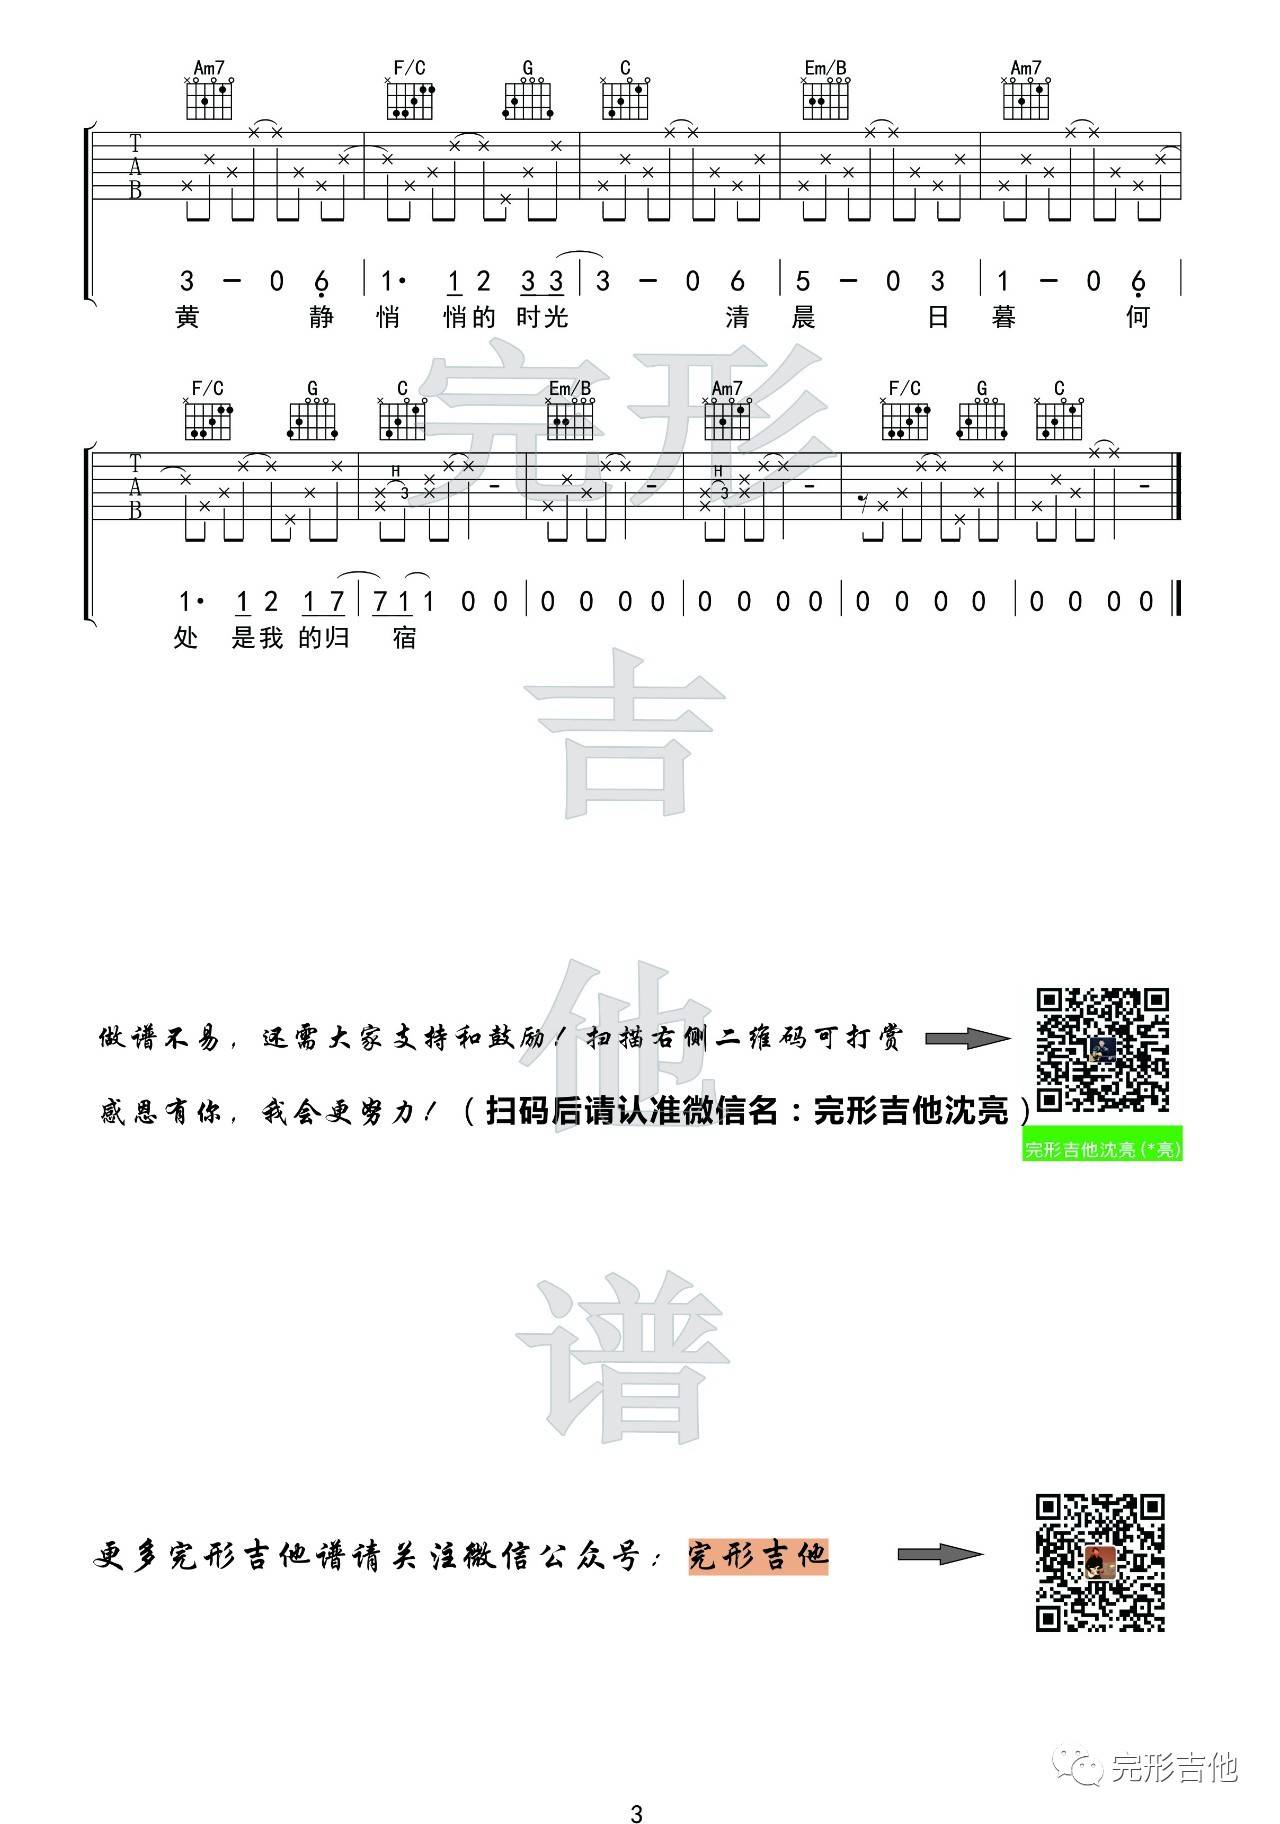 Am7 F/C G C Em/B Am7
T
A
B
3 - 0 6 | 1· 1 2 3 3 | 3 - 0 6 | 5 - 0 3 | 1 - 0 6 |
黄 静 悄 悄的 时光 清 晨 日 暮 何
F/C G C Em/B Am7 F/C G C
T
A
B
H 3 H 3
1· 1 2 1 7 | 7 1 1 0 0 | 0 0 0 0 | 0 0 0 0 | 0 0 0 0 | 0 0 0 0
处 是我 的归 宿
完形
吉
他
谱
做谱不易，还需大家支持和鼓励！扫描右侧二维码可打赏
感恩有你，我会更努力！（扫码后请认准微信名：完形吉他沈亮）
完形吉他沈亮(*亮)
更多完形吉他谱请关注微信公众号：完形吉他
完形吉他
3